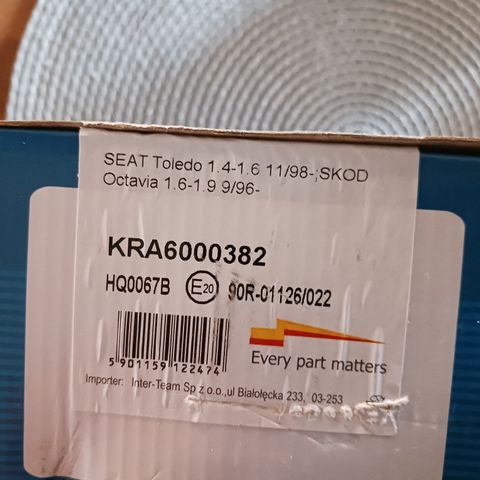 SEAT Toledo 1.4-1.6 11/98-;SKOD
Octavia 1.6-1.9 9/96-
KRA6000382
HQ0067B E20 90R-01126/022
5 901159 122474
Every part matters
Importer: Inter-Team Sp z o.o.,ul Białołęcka 233, 03-253